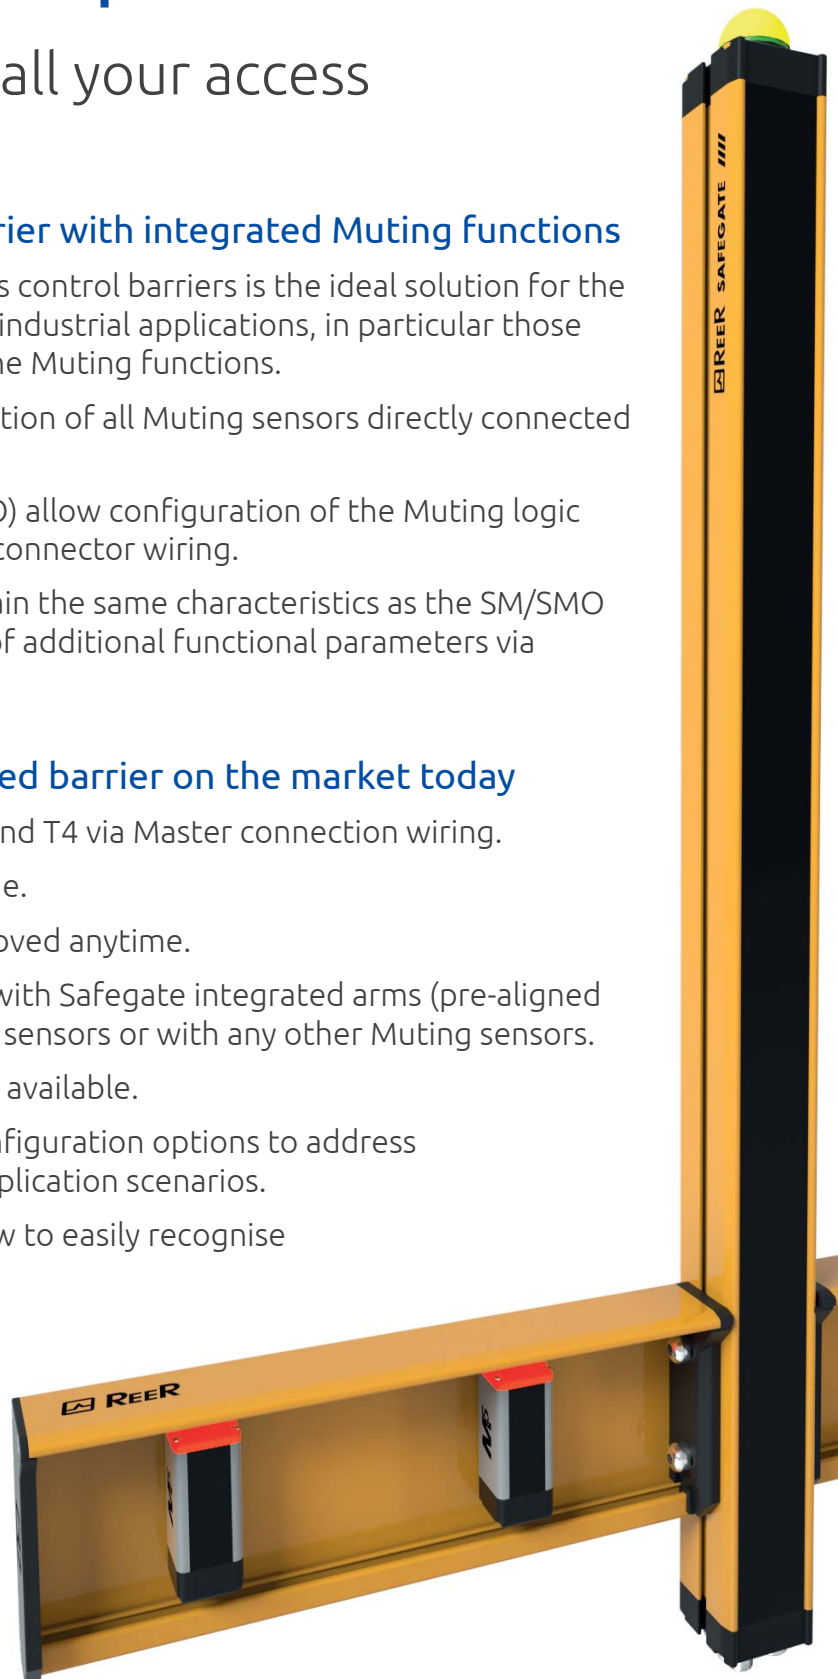 all your access
rier with integrated Muting functions
s control barriers is the ideal solution for the
industrial applications, in particular those
he Muting functions.
tion of all Muting sensors directly connected
O) allow configuration of the Muting logic
connector wiring.
ain the same characteristics as the SM/SMO
of additional functional parameters via
ed barrier on the market today
nd T4 via Master connection wiring.
e.
oved anytime.
with Safegate integrated arms (pre-aligned
sensors or with any other Muting sensors.
available.
nfiguration options to address
plication scenarios.
w to easily recognise
REER SAFEGATE ////
REER